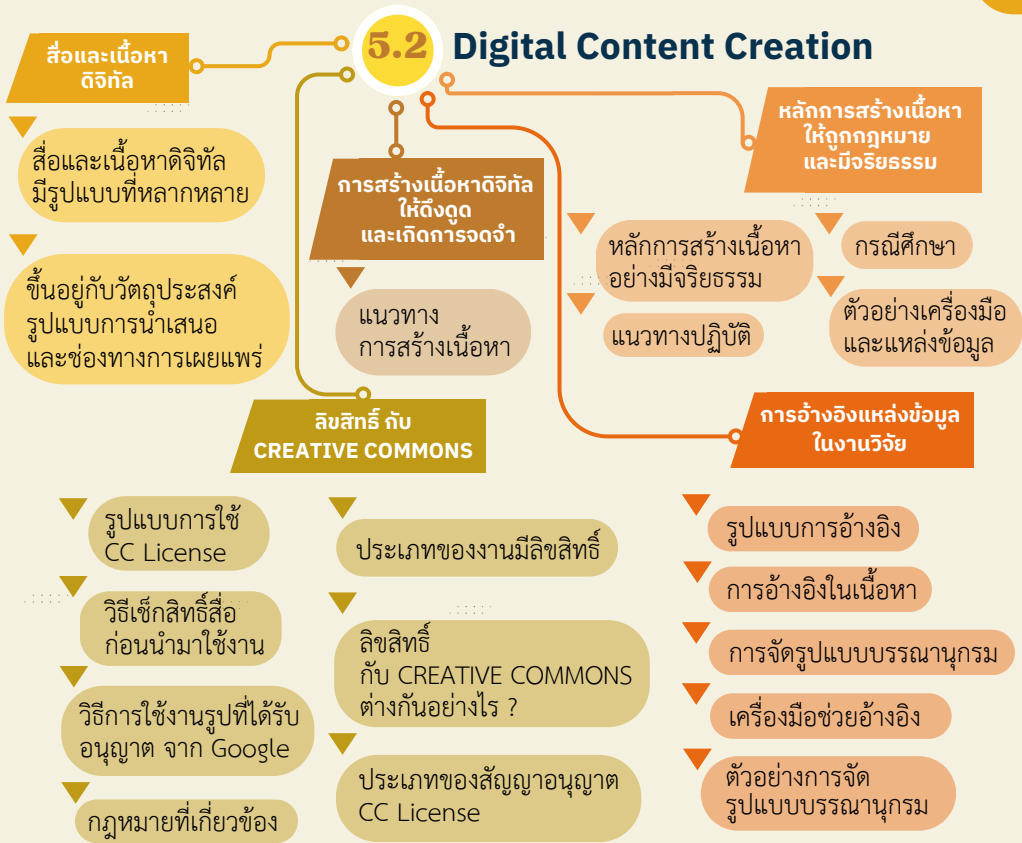 5.2 Digital Content Creation
สื่อและเนื้อหา
ดิจิทัล
สื่อและเนื้อหาดิจิทัล
มีรูปแบบที่หลากหลาย
ขึ้นอยู่กับวัตถุประสงค์
รูปแบบการนำเสนอ
และช่องทางการเผยแพร่
การสร้างเนื้อหาดิจิทัล
ให้ดึงดูด
และเกิดการจดจำ
แนวทาง
การสร้างเนื้อหา
หลักการสร้างเนื้อหา
ให้ถูกกฎหมาย
และมีจริยธรรม
หลักการสร้างเนื้อหา
อย่างมีจริยธรรม
แนวทางปฏิบัติ
กรณีศึกษา
ตัวอย่างเครื่องมือ
และแหล่งข้อมูล
ลิขสิทธิ์ กับ
CREATIVE COMMONS
รูปแบบการใช้
CC License
วิธีเช็กสิทธิ์สื่อ
ก่อนนำมาใช้งาน
วิธีการใช้งานรูปที่ได้รับ
อนุญาต จาก Google
กฎหมายที่เกี่ยวข้อง
ประเภทของงานมีลิขสิทธิ์
ลิขสิทธิ์
กับ CREATIVE COMMONS
ต่างกันอย่างไร ?
ประเภทของสัญญาอนุญาต
CC License
การอ้างอิงแหล่งข้อมูล
ในงานวิจัย
รูปแบบการอ้างอิง
การอ้างอิงในเนื้อหา
การจัดรูปแบบบรรณานุกรม
เครื่องมือช่วยอ้างอิง
ตัวอย่างการจัด
รูปแบบบรรณานุกรม